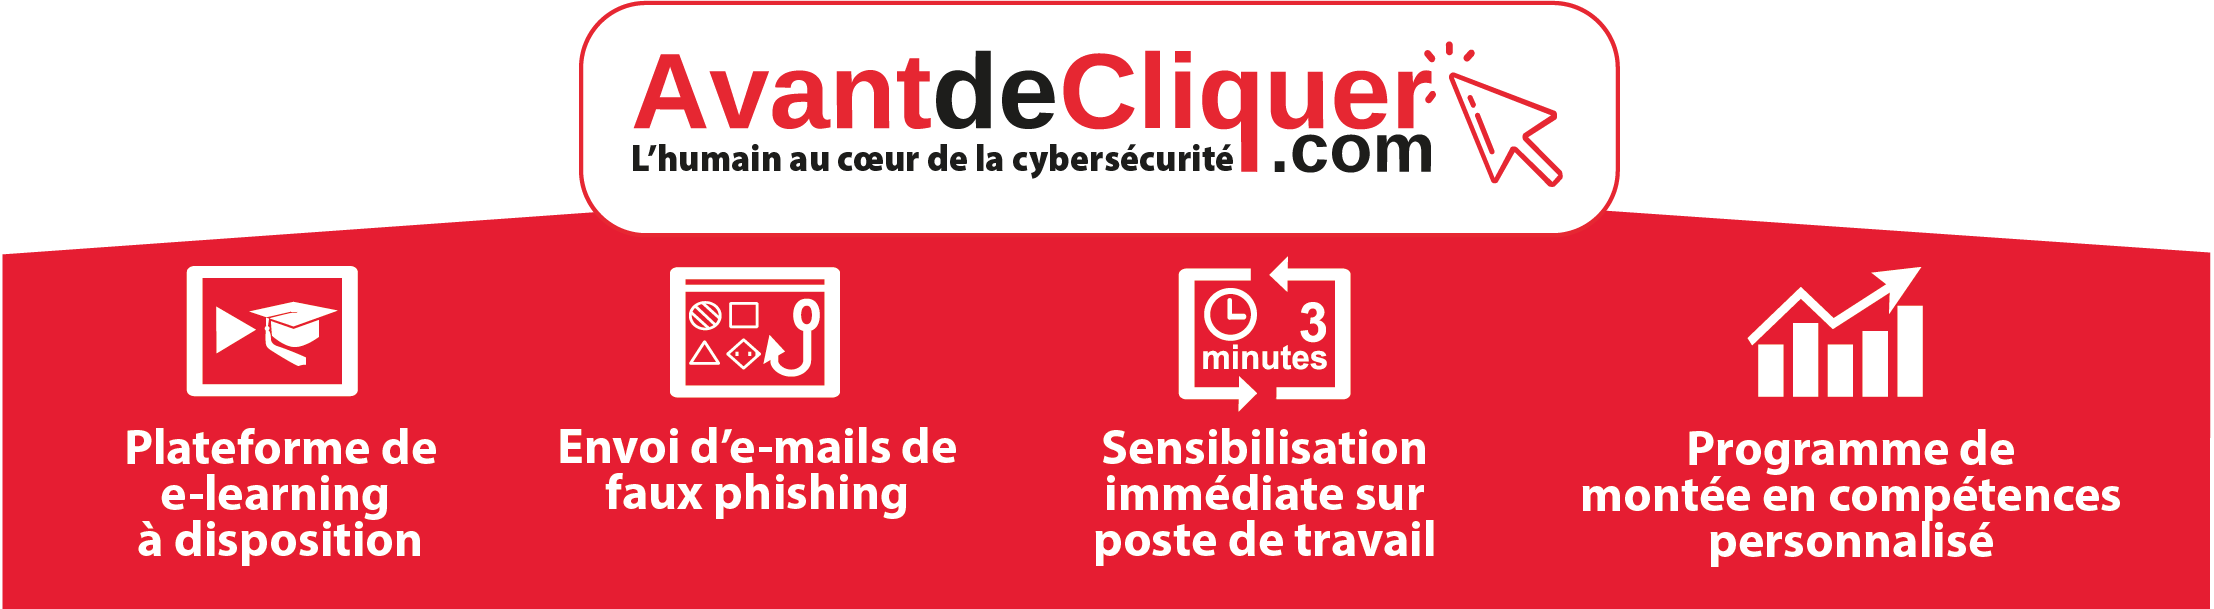 AvantdeCliquer
.com
L’humain au cœur de la cybersécurité
3
minutes
Plateforme de
e-learning
à disposition
Envoi d’e-mails de
faux phishing
Sensibilisation
immédiate sur
poste de travail
Programme de
montée en compétences
personnalisé